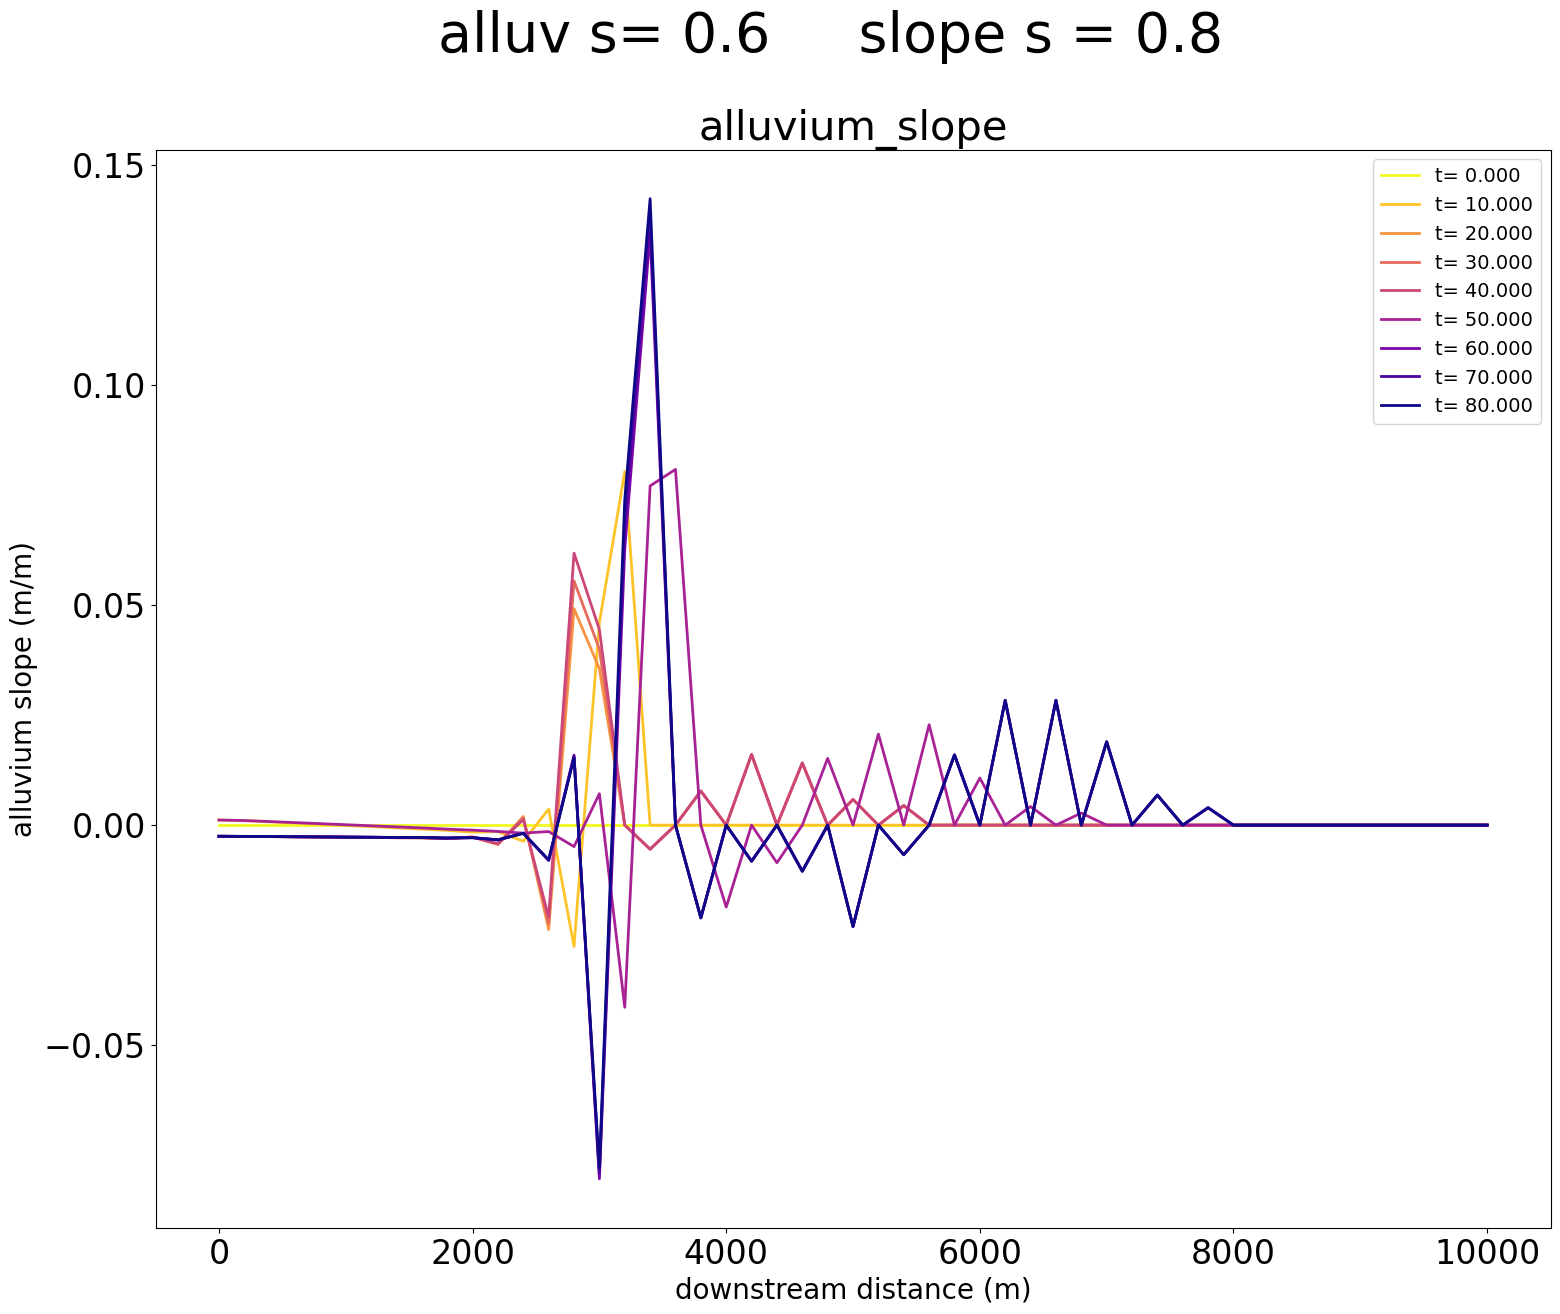 alluv s= 0.6     slope s = 0.8
alluvium_slope
0.15
0.10
0.05
0.00
−0.05
alluvium slope (m/m)
t= 0.000
t= 10.000
t= 20.000
t= 30.000
t= 40.000
t= 50.000
t= 60.000
t= 70.000
t= 80.000
0 2000 4000 6000 8000 10000
downstream distance (m)